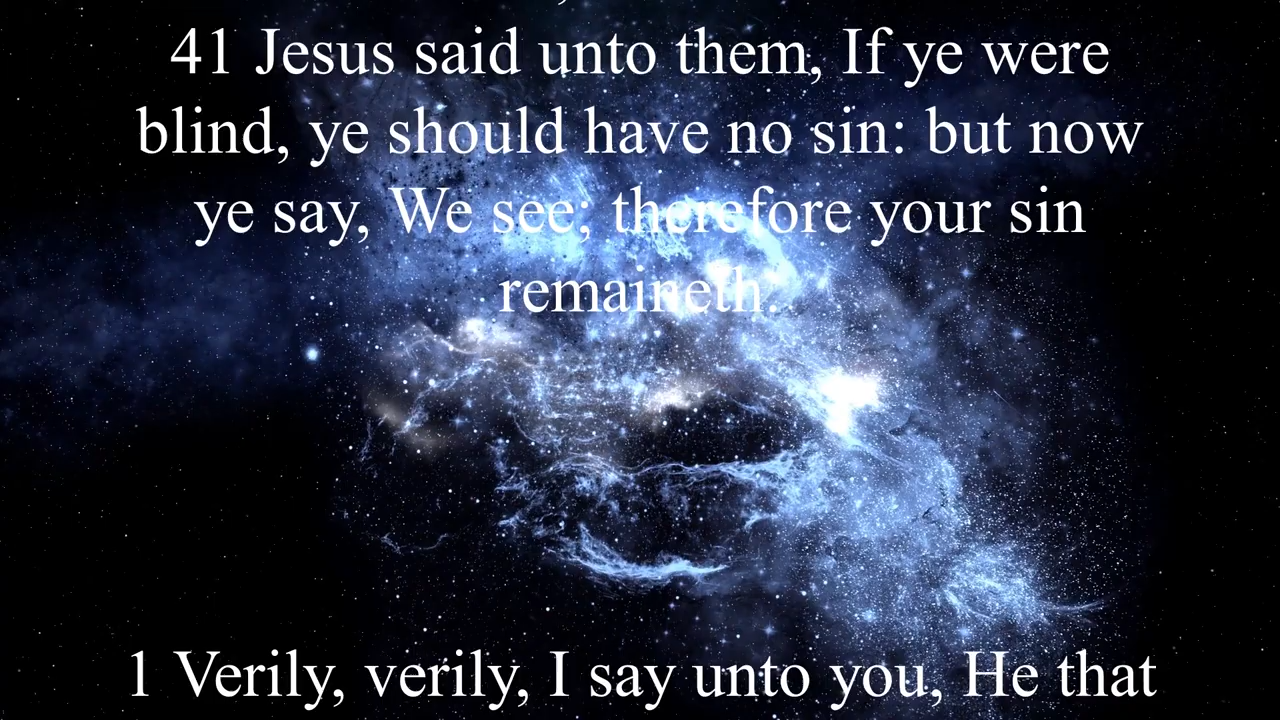 41 Jesus said unto them, If ye were
blind, ye should have no sin: but now
ye say, We see; therefore your sin
remaineth.
1 Verily, verily, I say unto you, He that